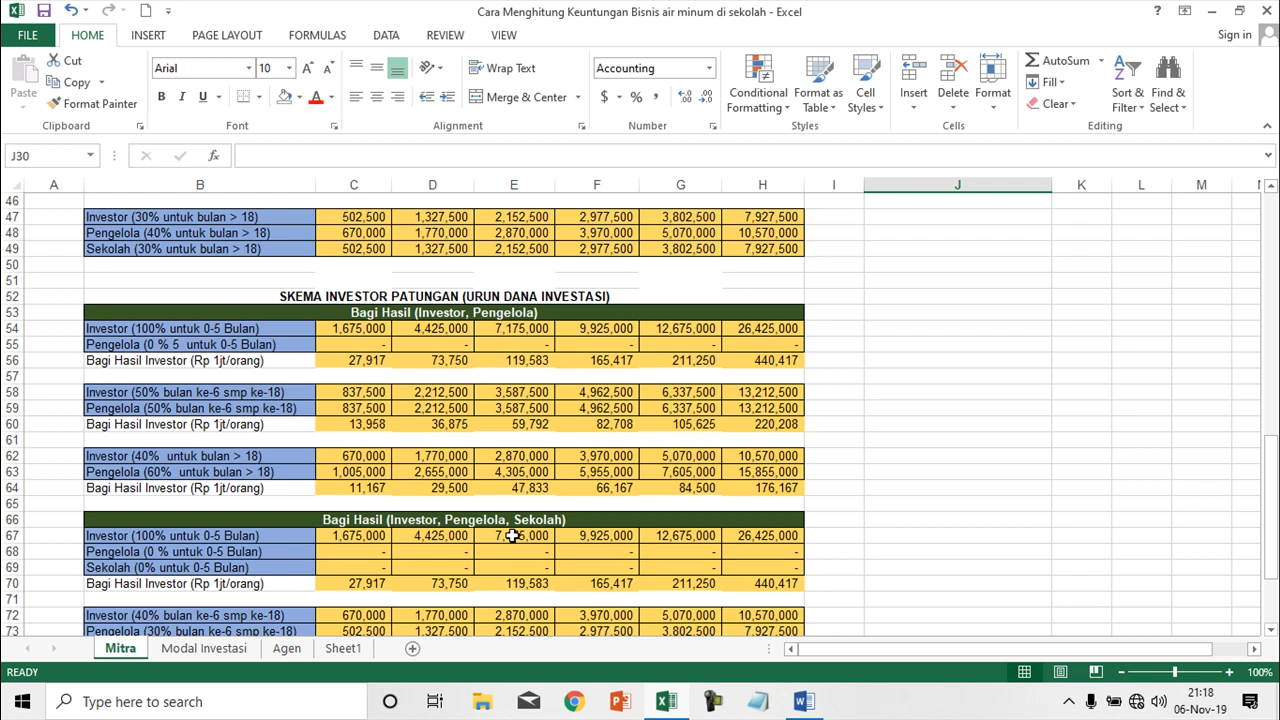 Cara Menghitung Keuntungan Bisnis air minum di sekolah - Excel
?
FILE HOME INSERT PAGE LAYOUT FORMULAS DATA REVIEW VIEW Sign in
Paste
Cut
Copy
Format Painter
Arial 10
B I U
Wrap Text
Merge & Center
Accounting
$ % ,
Conditional Formatting
Format as Table
Cell Styles
Insert
Delete
Format
AutoSum
Fill
Clear
Sort & Filter
Find & Select
Clipboard Font Alignment Number Styles Cells Editing
J30
A B C D E F G H I J K L M
46
47 Investor (30% untuk bulan > 18) 502,500 1,327,500 2,152,500 2,977,500 3,802,500 7,927,500
48 Pengelola (40% untuk bulan > 18) 670,000 1,770,000 2,870,000 3,970,000 5,070,000 10,570,000
49 Sekolah (30% untuk bulan > 18) 502,500 1,327,500 2,152,500 2,977,500 3,802,500 7,927,500
50
51
52 SKEMA INVESTOR PATUNGAN (URUN DANA INVESTASI)
53 Bagi Hasil (Investor, Pengelola)
54 Investor (100% untuk 0-5 Bulan) 1,675,000 4,425,000 7,175,000 9,925,000 12,675,000 26,425,000
55 Pengelola (0 % 5 untuk 0-5 Bulan) - - - - - -
56 Bagi Hasil Investor (Rp 1jt/orang) 27,917 73,750 119,583 165,417 211,250 440,417
57
58 Investor (50% bulan ke-6 smp ke-18) 837,500 2,212,500 3,587,500 4,962,500 6,337,500 13,212,500
59 Pengelola (50% bulan ke-6 smp ke-18) 837,500 2,212,500 3,587,500 4,962,500 6,337,500 13,212,500
60 Bagi Hasil Investor (Rp 1jt/orang) 13,958 36,875 59,792 82,708 105,625 220,208
61
62 Investor (40% untuk bulan > 18) 670,000 1,770,000 2,870,000 3,970,000 5,070,000 10,570,000
63 Pengelola (60% untuk bulan > 18) 1,005,000 2,655,000 4,305,000 5,955,000 7,605,000 15,855,000
64 Bagi Hasil Investor (Rp 1jt/orang) 11,167 29,500 47,833 66,167 84,500 176,167
65
66 Bagi Hasil (Investor, Pengelola, Sekolah)
67 Investor (100% untuk 0-5 Bulan) 1,675,000 4,425,000 9,925,000 12,675,000 26,425,000
68 Pengelola (0 % untuk 0-5 Bulan) - - - - - -
69 Sekolah (0% untuk 0-5 Bulan) - - - - - -
70 Bagi Hasil Investor (Rp 1jt/orang) 27,917 73,750 119,583 165,417 211,250 440,417
71
72 Investor (40% bulan ke-6 smp ke-18) 670,000 1,770,000 2,870,000 3,970,000 5,070,000 10,570,000
73 Pengelola (30% bulan ke-6 smp ke-18) 502,500 1,327,500 2,152,500 2,977,500 3,802,500 7,927,500
Mitra Modal Investasi Agen Sheet1
READY 100%
Type here to search
21:18
06-Nov-19